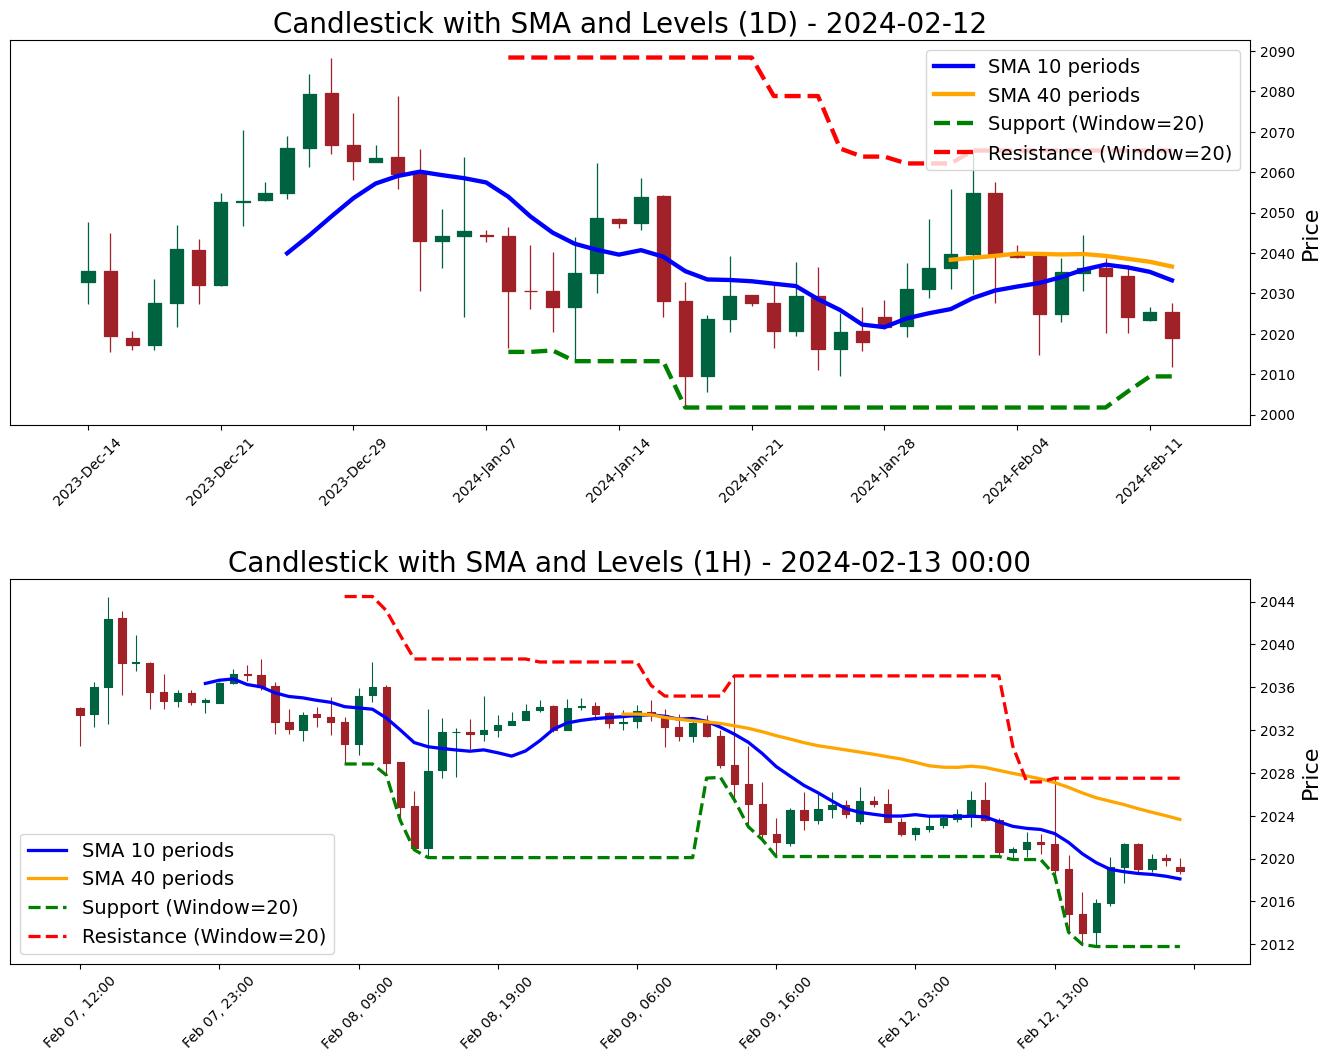 Candlestick with SMA and Levels (1D) - 2024-02-12
SMA 10 periods
SMA 40 periods
Support (Window=20)
Resistance (Window=20)
2090
2080
2070
2060
2050
2040
2030
2020
2010
2000
Price
2023-Dec-14
2023-Dec-21
2023-Dec-29
2024-Jan-07
2024-Jan-14
2024-Jan-21
2024-Jan-28
2024-Feb-04
2024-Feb-11
Candlestick with SMA and Levels (1H) - 2024-02-13 00:00
2044
2040
2036
2032
2028
2024
2020
2016
2012
Price
SMA 10 periods
SMA 40 periods
Support (Window=20)
Resistance (Window=20)
Feb 07, 12:00
Feb 07, 23:00
Feb 08, 09:00
Feb 08, 19:00
Feb 09, 06:00
Feb 09, 16:00
Feb 12, 03:00
Feb 12, 13:00